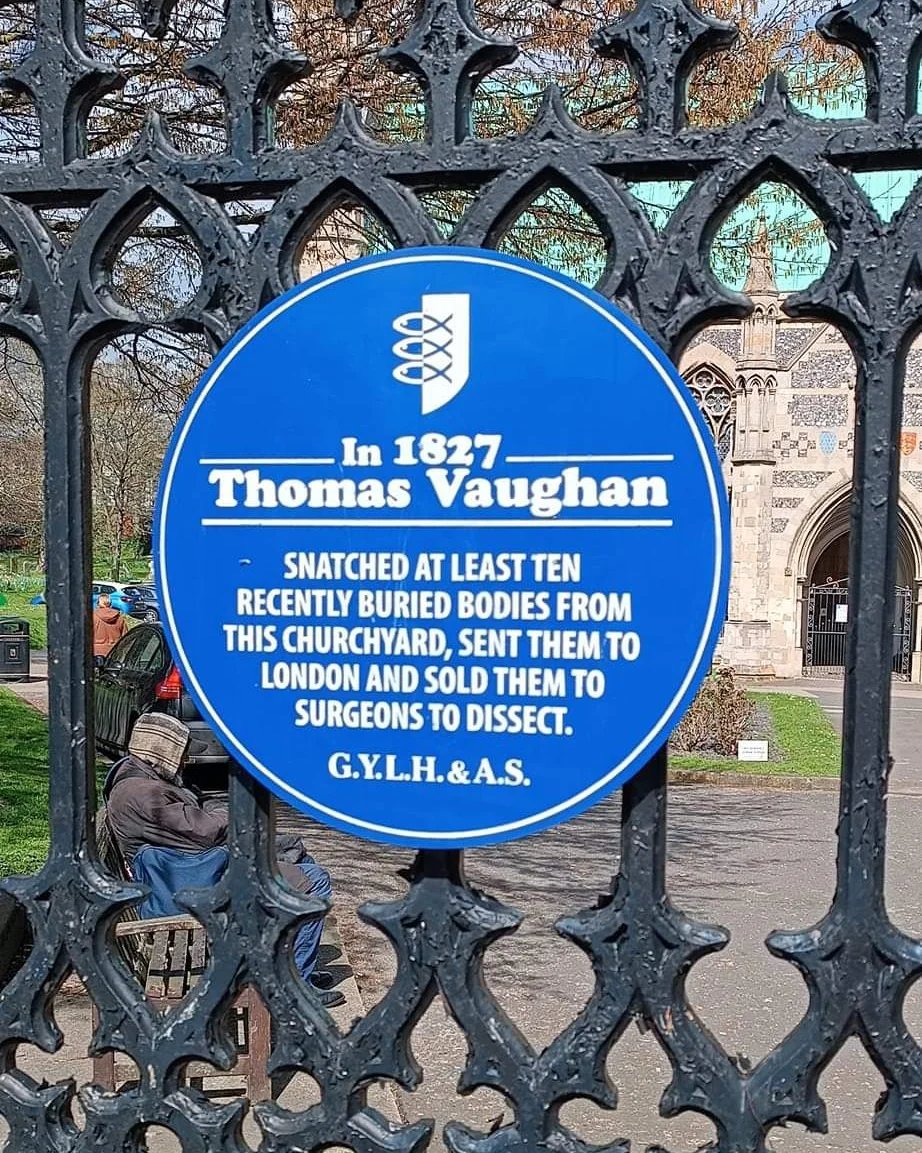 In 1827
Thomas Vaughan
SNATCHED AT LEAST TEN
RECENTLY BURIED BODIES FROM
THIS CHURCHYARD, SENT THEM TO
LONDON AND SOLD THEM TO
SURGEONS TO DISSECT.
G.Y.L.H.&A.S.